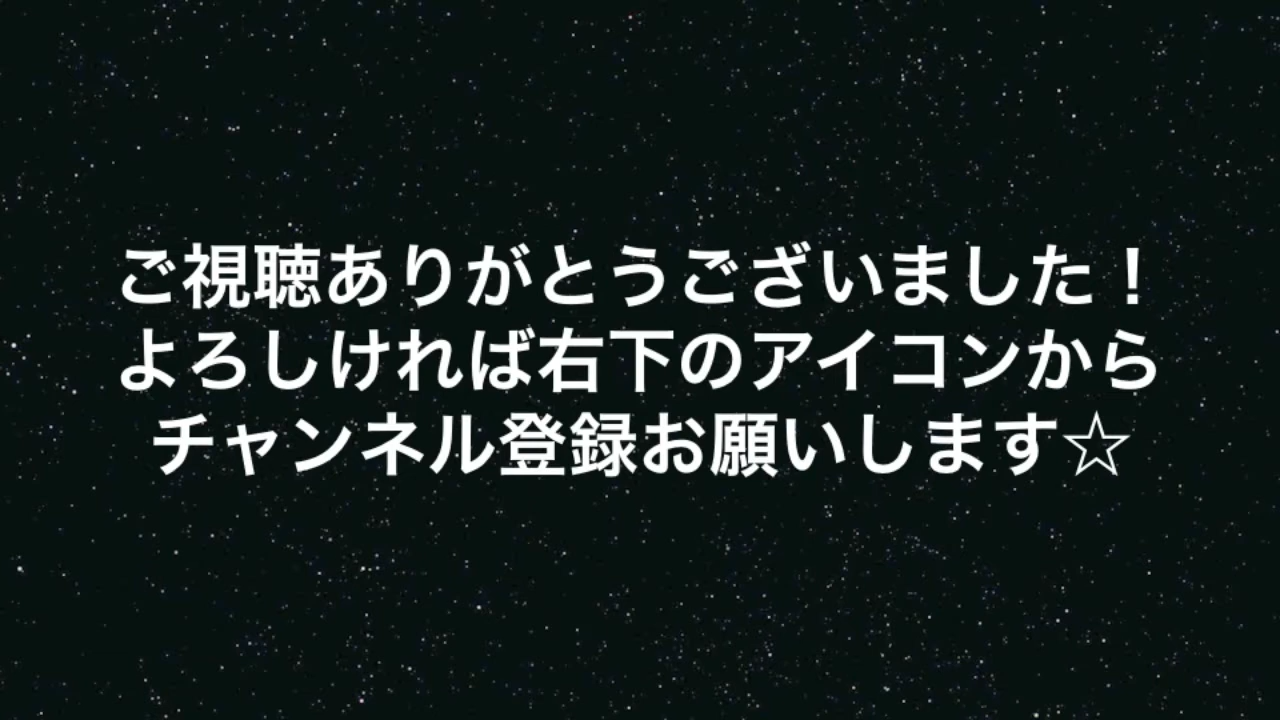 ご視聴ありがとうございました！
よろしければ右下のアイコンから
チャンネル登録お願いします☆